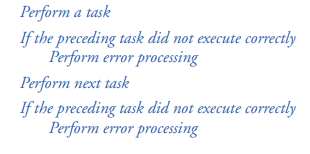 Perform a task
If the preceding task did not execute correctly
Perform error processing
Perform next task
If the preceding task did not execute correctly
Perform error processing